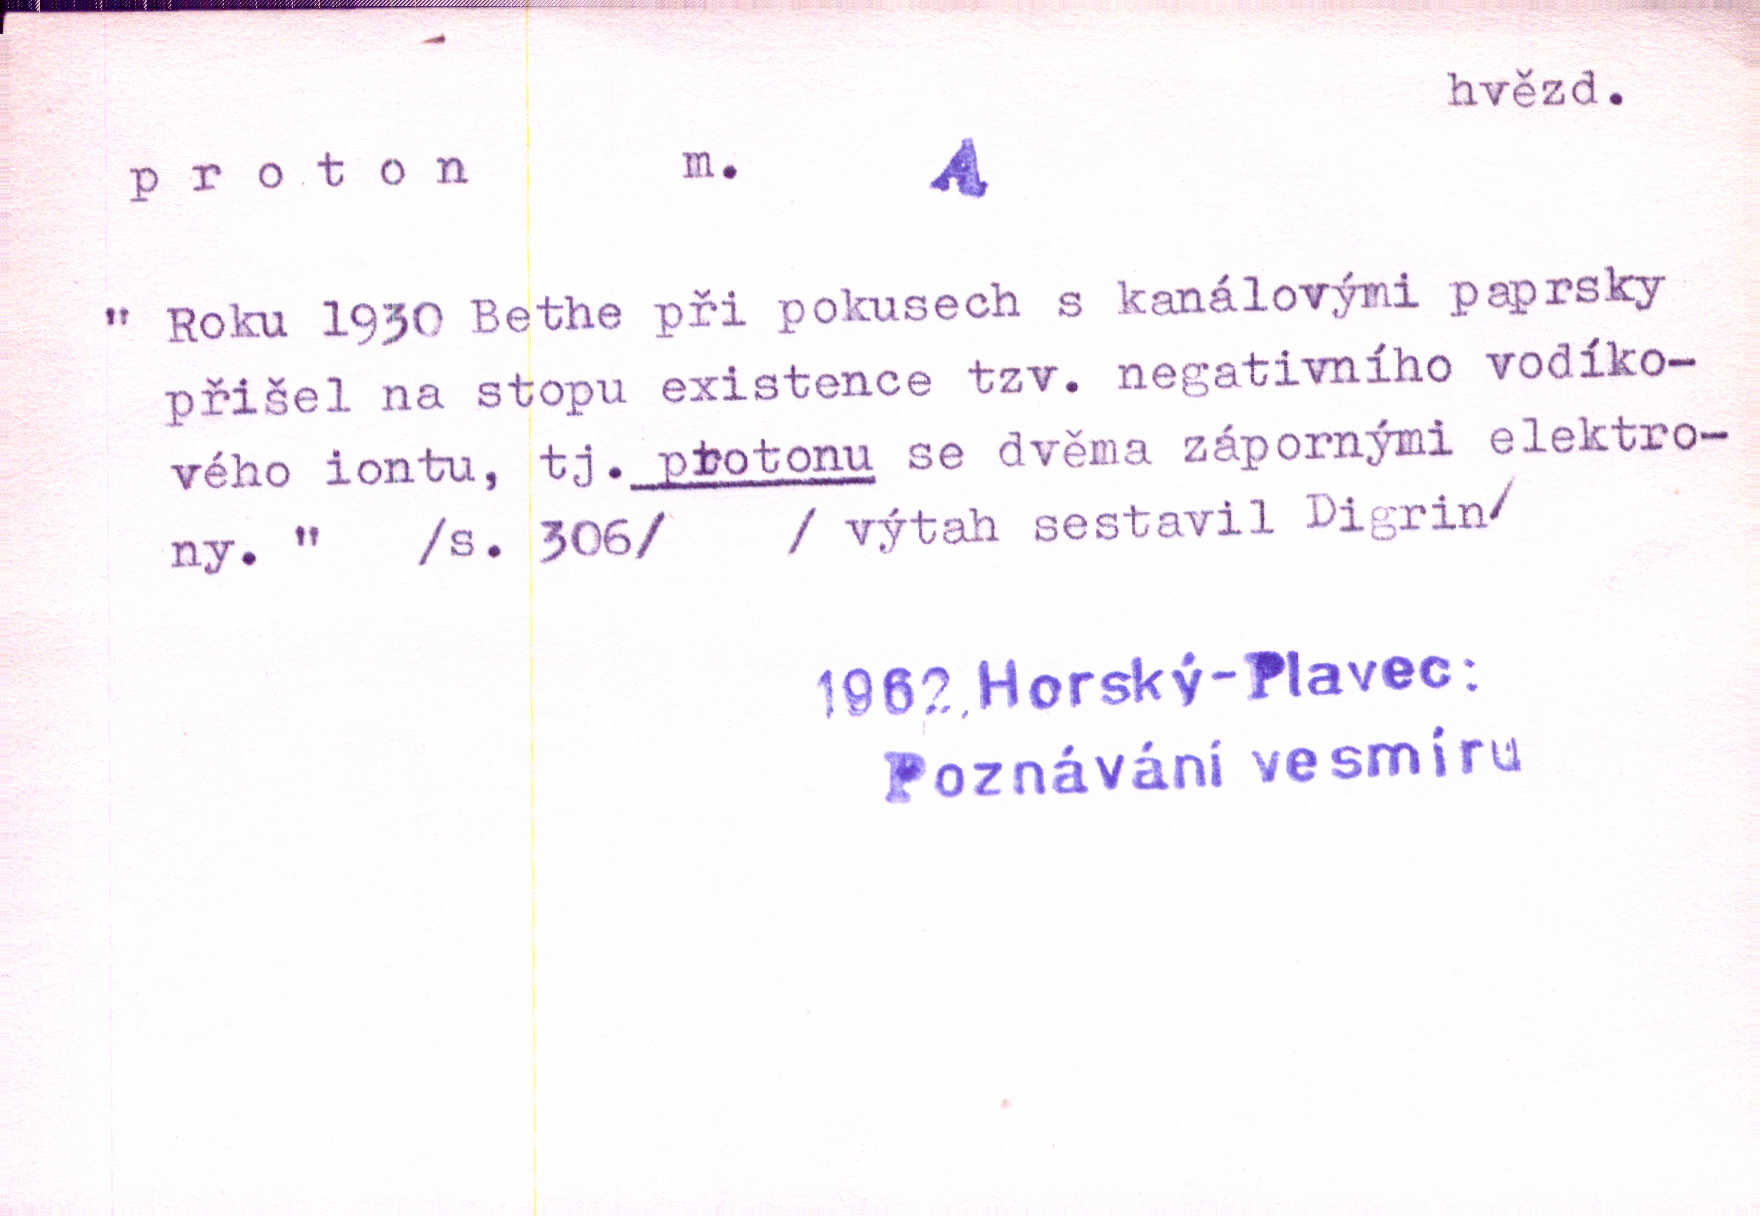 hvězd.
p r o t o n m. A
" Roku 1930 Bethe při pokusech s kanálovými paprsky
přišel na stopu existence tzv. negativního vodíko-
vého iontu, tj. protonu se dvěma zápornými elektro-
ny. " /s. 306/ / výtah sestavil Digrin/
1962, Horský-Plavec:
Poznávání vesmíru